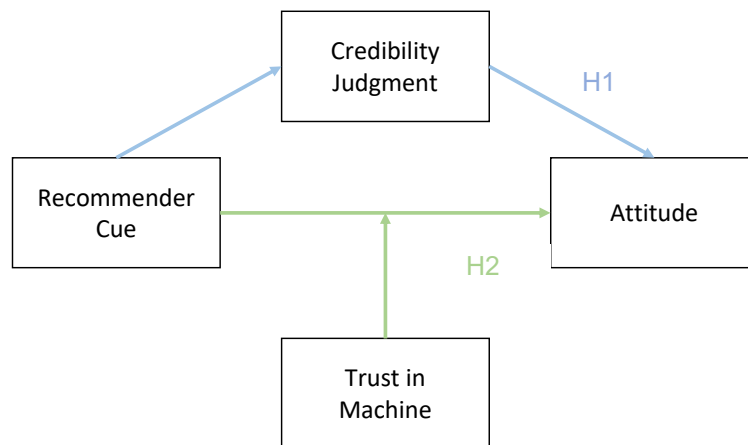 Credibility
Judgment
H1
Recommender
Cue
Attitude
H2
Trust in
Machine